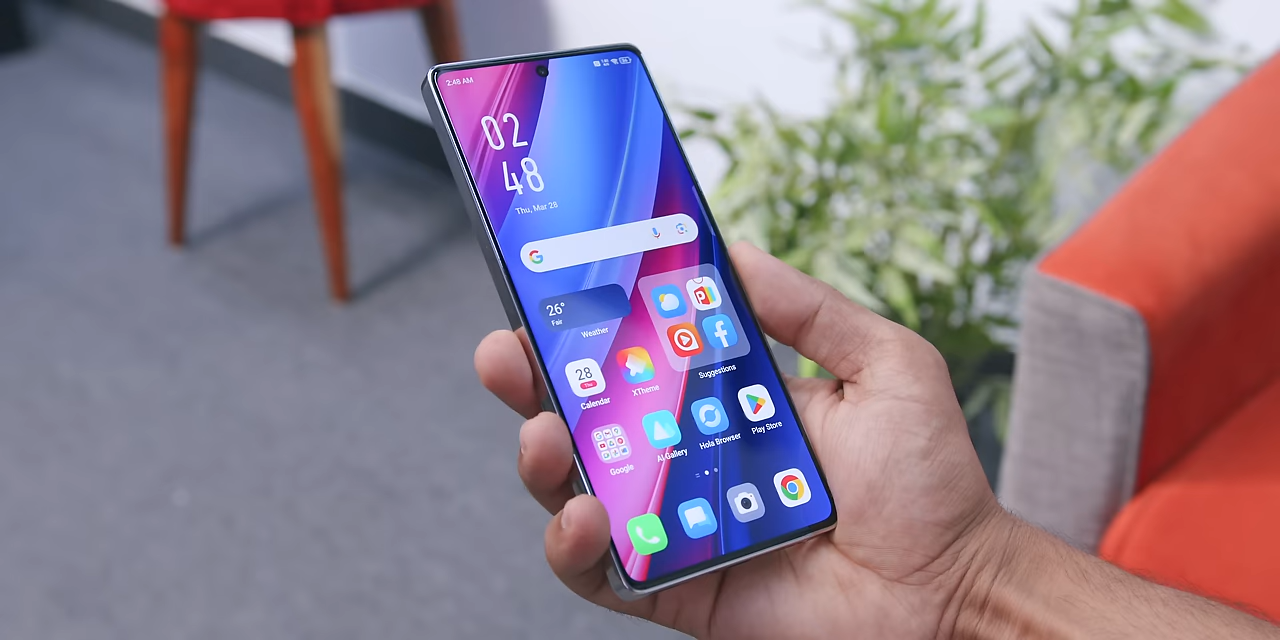 2:48 AM
02
48
Thu, Mar 28
26°
Fair
Weather
Suggestions
28
Thu
Calendar
XTheme
Google
AI Gallery
Hola Browser
Play Store